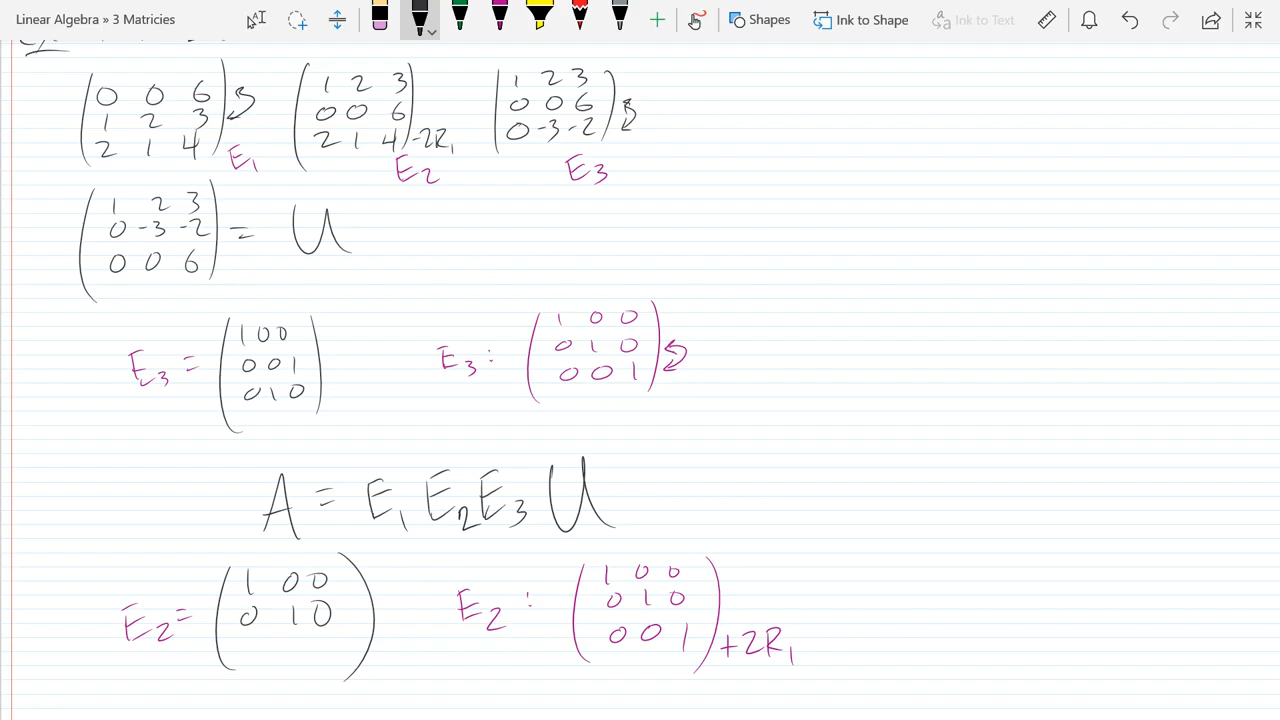 Linear Algebra » 3 Matricies
Shapes Ink to Shape Ink to Text
0 0 6 1 2 3 1 2 3
1 2 3 0 0 6 0 0 6
2 1 4 2 1 4 -2R₁ 0 -3 -2
E₁ E₂ E₃
1 2 3
0 -3 -2 = U
0 0 6
1 0 0 1 0 0
E₃ = 0 0 1 E₃ : 0 1 0
0 1 0 0 0 1
A = E₁ E₂ E₃ U
1 0 0 1 0 0
E₂ = 0 1 0 E₂ : 0 1 0
0 0 1 +2R₁